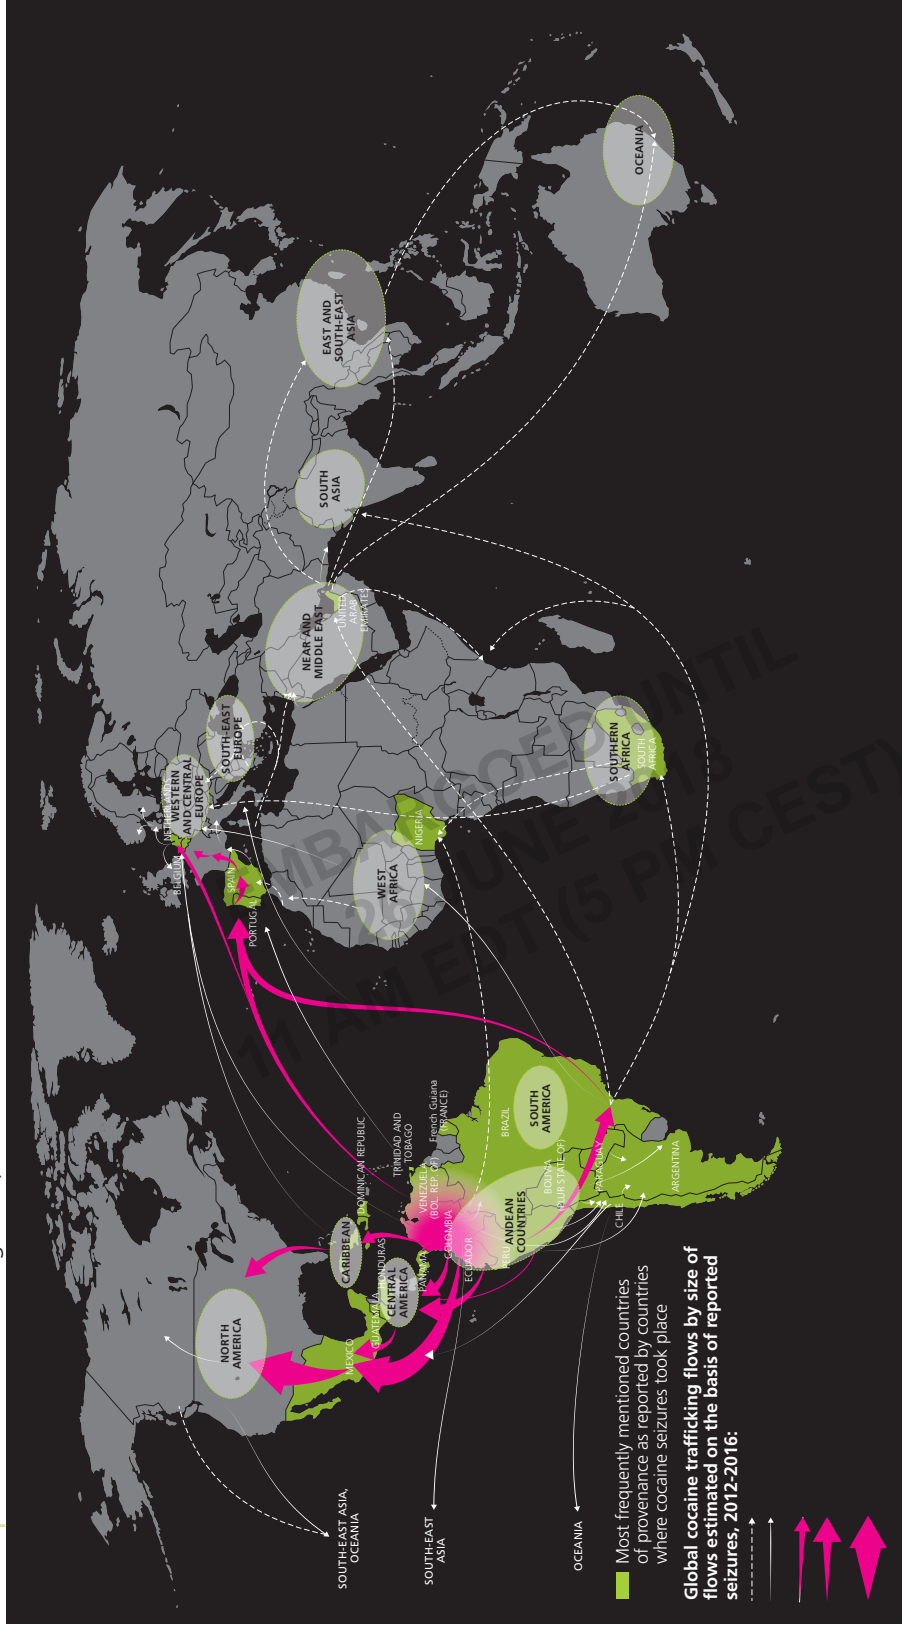 SOUTH-EAST ASIA,
OCEANIA
SOUTH-EAST
ASIA
OCEANIA
NORTH
AMERICA
MEXICO
GUATEMALA
HONDURAS
CENTRAL
AMERICA
PANAMA
CARIBBEAN
DOMINICAN REPUBLIC
TRINIDAD AND
TOBAGO
VENEZUELA
(BOL. REP. OF)
French Guiana
(FRANCE)
COLOMBIA
ECUADOR
PERU
ANDEAN
COUNTRIES
BRAZIL
SOUTH
AMERICA
BOLIVIA
(PLUR STATE OF)
PARAGUAY
CHILE
ARGENTINA
PORTUGAL
SPAIN
BELGIUM
NETHERLANDS
WESTERN
AND CENTRAL
EUROPE
SOUTH-EAST
EUROPE
WEST
AFRICA
NIGERIA
SOUTHERN
AFRICA
SOUTH
AFRICA
NEAR AND
MIDDLE EAST
UNITED
ARAB
EMIRATES
SOUTH
ASIA
EAST AND
SOUTH-EAST
ASIA
OCEANIA
Most frequently mentioned countries
of provenance as reported by countries
where cocaine seizures took place
Global cocaine trafficking flows by size of
flows estimated on the basis of reported
seizures, 2012-2016:
EMBARGOED UNTIL
26 JUNE 2018
11 AM EDT (5 PM CEST)